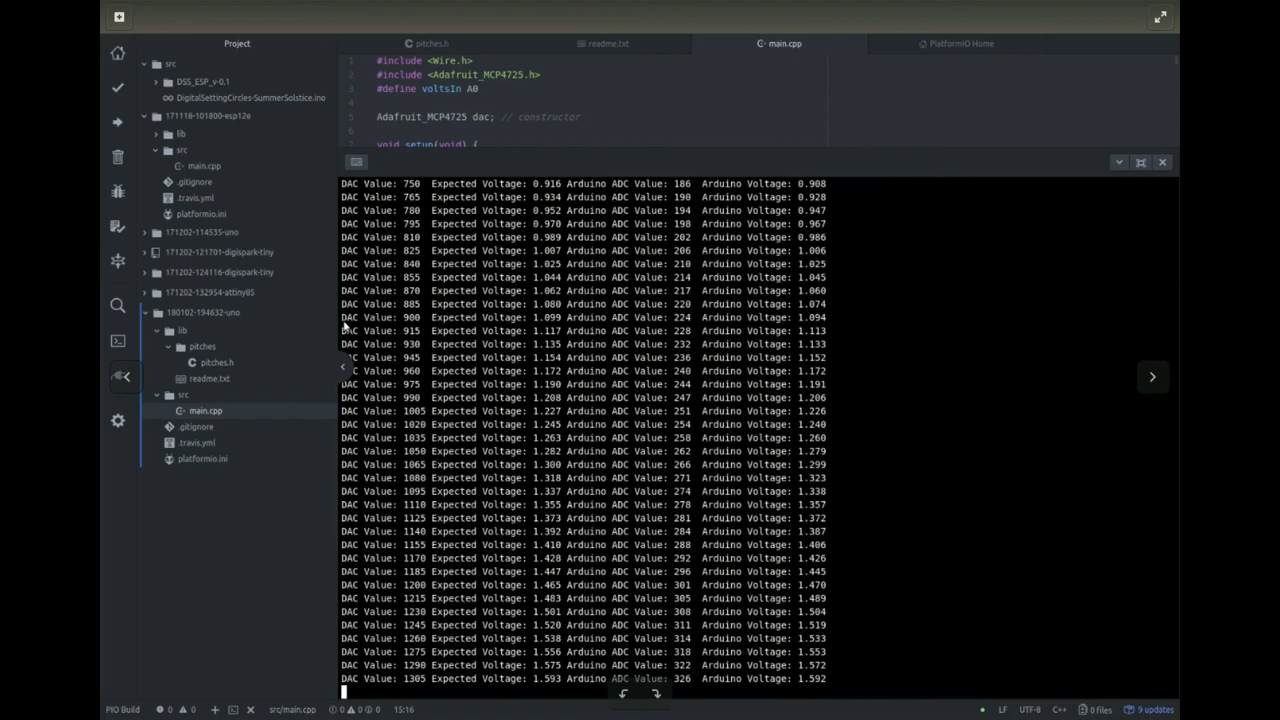 Project
pitches.h
readme.txt
main.cpp
PlatformIO Home
src
DSS_ESP_v-0.1
DigitalSettingCircles-SummerSolstice.ino
171118-101800-esp12e
lib
src
main.cpp
.gitignore
.travis.yml
platformio.ini
171202-114535-uno
171202-121701-digispark-tiny
171202-124116-digispark-tiny
171202-132954-attiny85
180102-194632-uno
lib
pitches
pitches.h
readme.txt
src
main.cpp
.gitignore
.travis.yml
platformio.ini
1 #include <Wire.h>
2 #include <Adafruit_MCP4725.h>
3 #define voltsIn A0
4
5 Adafruit_MCP4725 dac; // constructor
6
7 void setup(void) {
DAC Value: 750 Expected Voltage: 0.916 Arduino ADC Value: 186 Arduino Voltage: 0.908
DAC Value: 765 Expected Voltage: 0.934 Arduino ADC Value: 190 Arduino Voltage: 0.928
DAC Value: 780 Expected Voltage: 0.952 Arduino ADC Value: 194 Arduino Voltage: 0.947
DAC Value: 795 Expected Voltage: 0.970 Arduino ADC Value: 198 Arduino Voltage: 0.967
DAC Value: 810 Expected Voltage: 0.989 Arduino ADC Value: 202 Arduino Voltage: 0.986
DAC Value: 825 Expected Voltage: 1.007 Arduino ADC Value: 206 Arduino Voltage: 1.006
DAC Value: 840 Expected Voltage: 1.025 Arduino ADC Value: 210 Arduino Voltage: 1.025
DAC Value: 855 Expected Voltage: 1.044 Arduino ADC Value: 214 Arduino Voltage: 1.045
DAC Value: 870 Expected Voltage: 1.062 Arduino ADC Value: 217 Arduino Voltage: 1.060
DAC Value: 885 Expected Voltage: 1.080 Arduino ADC Value: 220 Arduino Voltage: 1.074
DAC Value: 900 Expected Voltage: 1.099 Arduino ADC Value: 224 Arduino Voltage: 1.094
DAC Value: 915 Expected Voltage: 1.117 Arduino ADC Value: 228 Arduino Voltage: 1.113
DAC Value: 930 Expected Voltage: 1.135 Arduino ADC Value: 232 Arduino Voltage: 1.133
DAC Value: 945 Expected Voltage: 1.154 Arduino ADC Value: 236 Arduino Voltage: 1.152
DAC Value: 960 Expected Voltage: 1.172 Arduino ADC Value: 240 Arduino Voltage: 1.172
DAC Value: 975 Expected Voltage: 1.190 Arduino ADC Value: 244 Arduino Voltage: 1.191
DAC Value: 990 Expected Voltage: 1.208 Arduino ADC Value: 247 Arduino Voltage: 1.206
DAC Value: 1005 Expected Voltage: 1.227 Arduino ADC Value: 251 Arduino Voltage: 1.226
DAC Value: 1020 Expected Voltage: 1.245 Arduino ADC Value: 254 Arduino Voltage: 1.240
DAC Value: 1035 Expected Voltage: 1.263 Arduino ADC Value: 258 Arduino Voltage: 1.260
DAC Value: 1050 Expected Voltage: 1.282 Arduino ADC Value: 262 Arduino Voltage: 1.279
DAC Value: 1065 Expected Voltage: 1.300 Arduino ADC Value: 266 Arduino Voltage: 1.299
DAC Value: 1080 Expected Voltage: 1.318 Arduino ADC Value: 271 Arduino Voltage: 1.323
DAC Value: 1095 Expected Voltage: 1.337 Arduino ADC Value: 274 Arduino Voltage: 1.338
DAC Value: 1110 Expected Voltage: 1.355 Arduino ADC Value: 278 Arduino Voltage: 1.357
DAC Value: 1125 Expected Voltage: 1.373 Arduino ADC Value: 281 Arduino Voltage: 1.372
DAC Value: 1140 Expected Voltage: 1.392 Arduino ADC Value: 284 Arduino Voltage: 1.387
DAC Value: 1155 Expected Voltage: 1.410 Arduino ADC Value: 288 Arduino Voltage: 1.406
DAC Value: 1170 Expected Voltage: 1.428 Arduino ADC Value: 292 Arduino Voltage: 1.426
DAC Value: 1185 Expected Voltage: 1.447 Arduino ADC Value: 296 Arduino Voltage: 1.445
DAC Value: 1200 Expected Voltage: 1.465 Arduino ADC Value: 301 Arduino Voltage: 1.470
DAC Value: 1215 Expected Voltage: 1.483 Arduino ADC Value: 305 Arduino Voltage: 1.489
DAC Value: 1230 Expected Voltage: 1.501 Arduino ADC Value: 308 Arduino Voltage: 1.504
DAC Value: 1245 Expected Voltage: 1.520 Arduino ADC Value: 311 Arduino Voltage: 1.519
DAC Value: 1260 Expected Voltage: 1.538 Arduino ADC Value: 314 Arduino Voltage: 1.533
DAC Value: 1275 Expected Voltage: 1.556 Arduino ADC Value: 318 Arduino Voltage: 1.553
DAC Value: 1290 Expected Voltage: 1.575 Arduino ADC Value: 322 Arduino Voltage: 1.572
DAC Value: 1305 Expected Voltage: 1.593 Arduino ADC Value: 326 Arduino Voltage: 1.592
PIO Build 0 0 src/main.cpp 0 0 0 15:16 LF UTF-8 C++ 0 files 9 updates